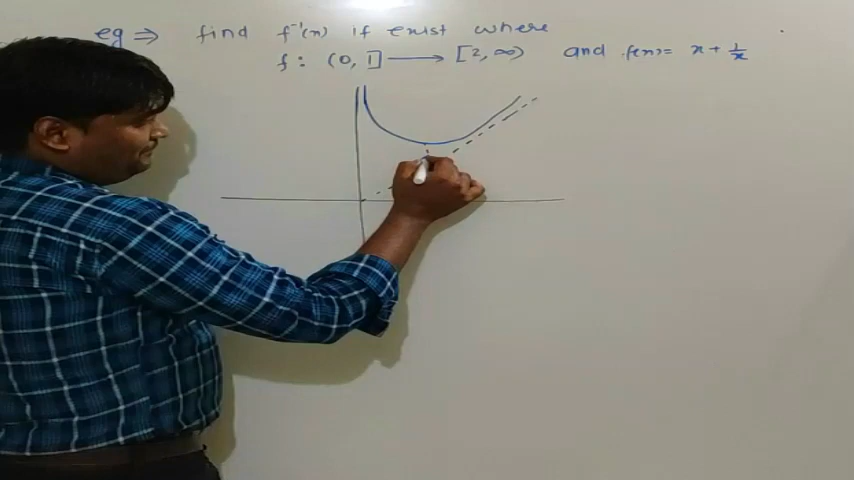 eg ⇒ find f⁻¹(x) if exist where
f : (0, 1] ⟶ [2, ∞) and f(x) = x + 1/x